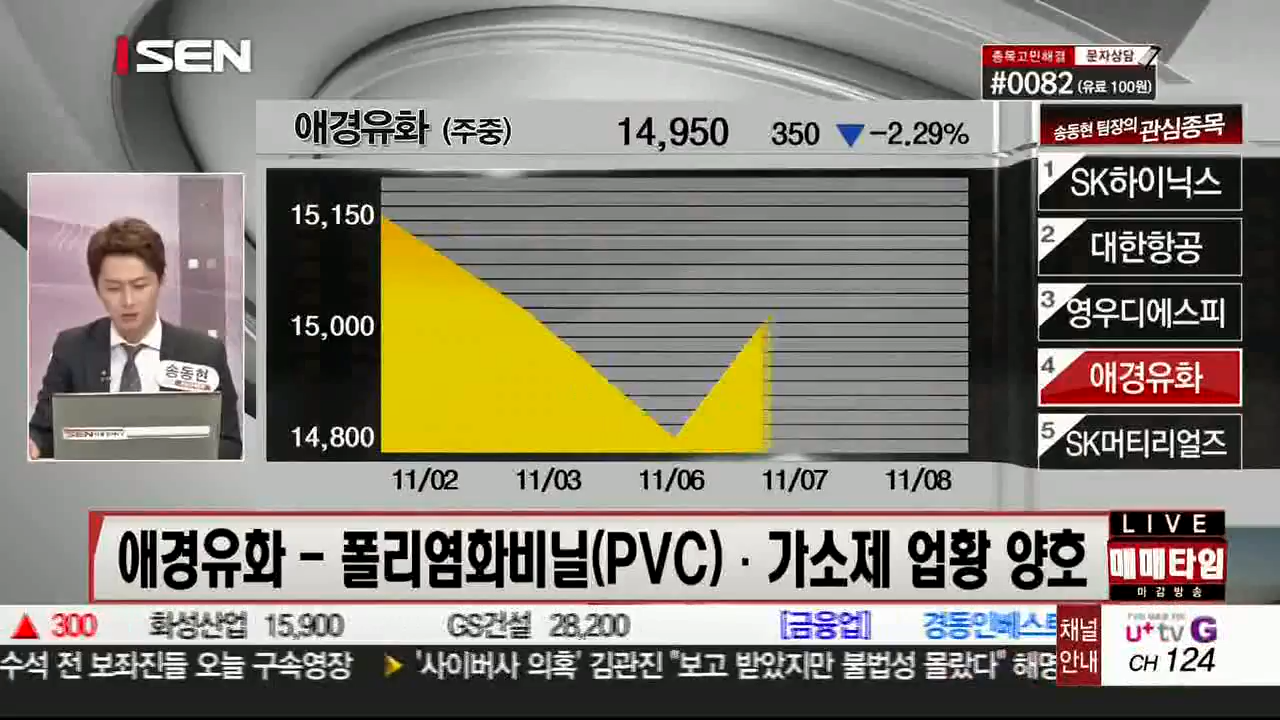 SEN
종목고민해결 문자상담
#0082 (유료 100원)
애경유화 (주중) 14,950 350 ▼-2.29%
송동현 팀장의 관심종목
1 SK하이닉스
2 대한항공
3 영우디에스피
4 애경유화
5 SK머티리얼즈
15,150
15,000
14,800
11/02 11/03 11/06 11/07 11/08
송동현
SEN
애경유화 - 폴리염화비닐(PVC)·가소제 업황 양호
LIVE
매매타임
마감방송
▲ 300 화성산업 15,900 GS건설 28,200 [금융업] 경동인베스트
수석 전 보좌진들 오늘 구속영장 '사이버사 의혹' 김관진 "보고 받았지만 불법성 몰랐다" 해명
채널
안내
U+tv G
CH 124